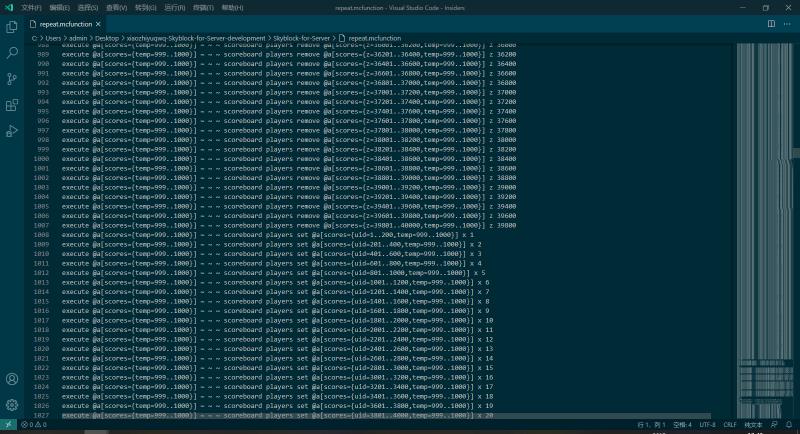 文件(F) 编辑(E) 选择(S) 查看(V) 转到(G) 运行(R) 终端(T) 帮助(H) repeat.mcfunction - Visual Studio Code - Insiders
repeat.mcfunction
C: > Users > admin > Desktop > xiaozhiyuqwq-Skyblock-for-Server-development > Skyblock-for-Server > repeat.mcfunction
988 execute @a[scores={temp=999..1000}] ~ ~ ~ scoreboard players remove @a[scores={z=36001..36200,temp=999..1000}] z 36000
989 execute @a[scores={temp=999..1000}] ~ ~ ~ scoreboard players remove @a[scores={z=36201..36400,temp=999..1000}] z 36200
990 execute @a[scores={temp=999..1000}] ~ ~ ~ scoreboard players remove @a[scores={z=36401..36600,temp=999..1000}] z 36400
991 execute @a[scores={temp=999..1000}] ~ ~ ~ scoreboard players remove @a[scores={z=36601..36800,temp=999..1000}] z 36600
992 execute @a[scores={temp=999..1000}] ~ ~ ~ scoreboard players remove @a[scores={z=36801..37000,temp=999..1000}] z 36800
993 execute @a[scores={temp=999..1000}] ~ ~ ~ scoreboard players remove @a[scores={z=37001..37200,temp=999..1000}] z 37000
994 execute @a[scores={temp=999..1000}] ~ ~ ~ scoreboard players remove @a[scores={z=37201..37400,temp=999..1000}] z 37200
995 execute @a[scores={temp=999..1000}] ~ ~ ~ scoreboard players remove @a[scores={z=37401..37600,temp=999..1000}] z 37400
996 execute @a[scores={temp=999..1000}] ~ ~ ~ scoreboard players remove @a[scores={z=37601..37800,temp=999..1000}] z 37600
997 execute @a[scores={temp=999..1000}] ~ ~ ~ scoreboard players remove @a[scores={z=37801..38000,temp=999..1000}] z 37800
998 execute @a[scores={temp=999..1000}] ~ ~ ~ scoreboard players remove @a[scores={z=38001..38200,temp=999..1000}] z 38000
999 execute @a[scores={temp=999..1000}] ~ ~ ~ scoreboard players remove @a[scores={z=38201..38400,temp=999..1000}] z 38200
1000 execute @a[scores={temp=999..1000}] ~ ~ ~ scoreboard players remove @a[scores={z=38401..38600,temp=999..1000}] z 38400
1001 execute @a[scores={temp=999..1000}] ~ ~ ~ scoreboard players remove @a[scores={z=38601..38800,temp=999..1000}] z 38600
1002 execute @a[scores={temp=999..1000}] ~ ~ ~ scoreboard players remove @a[scores={z=38801..39000,temp=999..1000}] z 38800
1003 execute @a[scores={temp=999..1000}] ~ ~ ~ scoreboard players remove @a[scores={z=39001..39200,temp=999..1000}] z 39000
1004 execute @a[scores={temp=999..1000}] ~ ~ ~ scoreboard players remove @a[scores={z=39201..39400,temp=999..1000}] z 39200
1005 execute @a[scores={temp=999..1000}] ~ ~ ~ scoreboard players remove @a[scores={z=39401..39600,temp=999..1000}] z 39400
1006 execute @a[scores={temp=999..1000}] ~ ~ ~ scoreboard players remove @a[scores={z=39601..39800,temp=999..1000}] z 39600
1007 execute @a[scores={temp=999..1000}] ~ ~ ~ scoreboard players remove @a[scores={z=39801..40000,temp=999..1000}] z 39800
1008 execute @a[scores={temp=999..1000}] ~ ~ ~ scoreboard players set @a[scores={uid=1..200,temp=999..1000}] x 1
1009 execute @a[scores={temp=999..1000}] ~ ~ ~ scoreboard players set @a[scores={uid=201..400,temp=999..1000}] x 2
1010 execute @a[scores={temp=999..1000}] ~ ~ ~ scoreboard players set @a[scores={uid=401..600,temp=999..1000}] x 3
1011 execute @a[scores={temp=999..1000}] ~ ~ ~ scoreboard players set @a[scores={uid=601..800,temp=999..1000}] x 4
1012 execute @a[scores={temp=999..1000}] ~ ~ ~ scoreboard players set @a[scores={uid=801..1000,temp=999..1000}] x 5
1013 execute @a[scores={temp=999..1000}] ~ ~ ~ scoreboard players set @a[scores={uid=1001..1200,temp=999..1000}] x 6
1014 execute @a[scores={temp=999..1000}] ~ ~ ~ scoreboard players set @a[scores={uid=1201..1400,temp=999..1000}] x 7
1015 execute @a[scores={temp=999..1000}] ~ ~ ~ scoreboard players set @a[scores={uid=1401..1600,temp=999..1000}] x 8
1016 execute @a[scores={temp=999..1000}] ~ ~ ~ scoreboard players set @a[scores={uid=1601..1800,temp=999..1000}] x 9
1017 execute @a[scores={temp=999..1000}] ~ ~ ~ scoreboard players set @a[scores={uid=1801..2000,temp=999..1000}] x 10
1018 execute @a[scores={temp=999..1000}] ~ ~ ~ scoreboard players set @a[scores={uid=2001..2200,temp=999..1000}] x 11
1019 execute @a[scores={temp=999..1000}] ~ ~ ~ scoreboard players set @a[scores={uid=2201..2400,temp=999..1000}] x 12
1020 execute @a[scores={temp=999..1000}] ~ ~ ~ scoreboard players set @a[scores={uid=2401..2600,temp=999..1000}] x 13
1021 execute @a[scores={temp=999..1000}] ~ ~ ~ scoreboard players set @a[scores={uid=2601..2800,temp=999..1000}] x 14
1022 execute @a[scores={temp=999..1000}] ~ ~ ~ scoreboard players set @a[scores={uid=2801..3000,temp=999..1000}] x 15
1023 execute @a[scores={temp=999..1000}] ~ ~ ~ scoreboard players set @a[scores={uid=3001..3200,temp=999..1000}] x 16
1024 execute @a[scores={temp=999..1000}] ~ ~ ~ scoreboard players set @a[scores={uid=3201..3400,temp=999..1000}] x 17
1025 execute @a[scores={temp=999..1000}] ~ ~ ~ scoreboard players set @a[scores={uid=3401..3600,temp=999..1000}] x 18
1026 execute @a[scores={temp=999..1000}] ~ ~ ~ scoreboard players set @a[scores={uid=3601..3800,temp=999..1000}] x 19
1027 execute @a[scores={temp=999..1000}] ~ ~ ~ scoreboard players set @a[scores={uid=3801..4000,temp=999..1000}] x 20
0 0 行 1，列 1 空格: 4 UTF-8 CRLF 纯文本